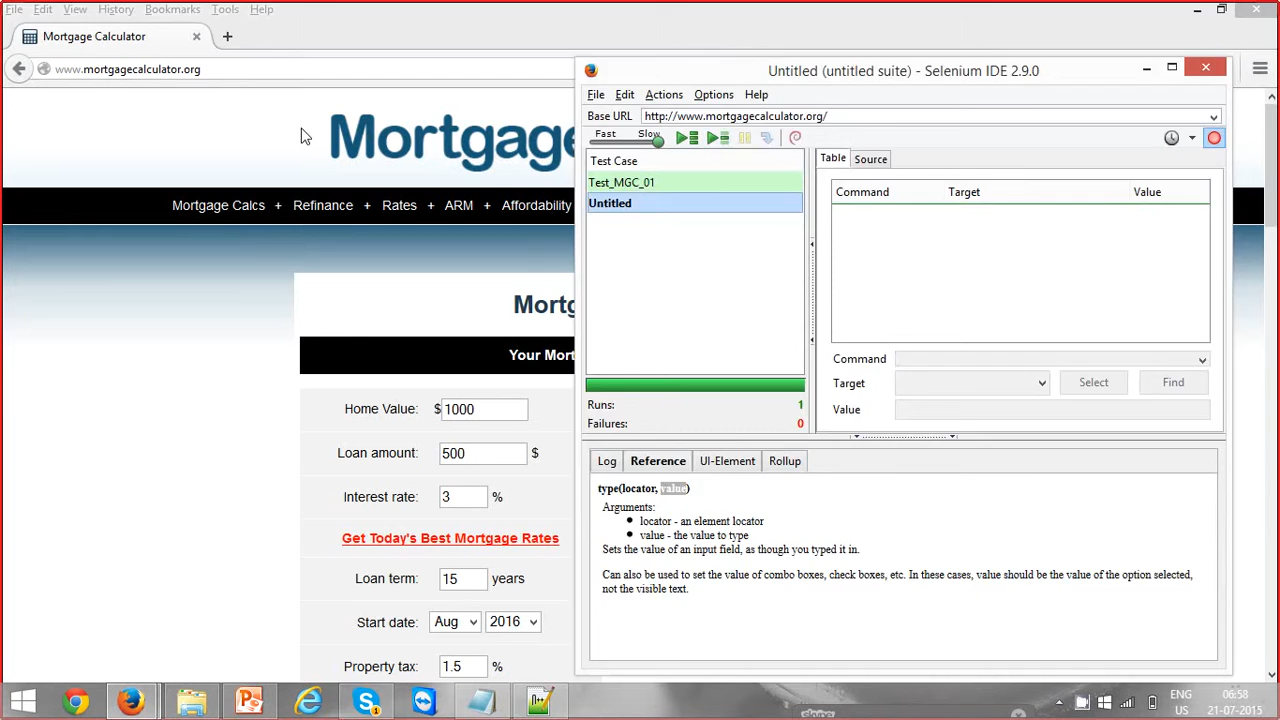 File Edit View History Bookmarks Tools Help
Mortgage Calculator
www.mortgagecalculator.org
Mortgage
Mortgage Calcs + Refinance + Rates + ARM + Affordability
Mortg
Your Mort
Home Value: $ 1000
Loan amount: 500 $
Interest rate: 3 %
Get Today's Best Mortgage Rates
Loan term: 15 years
Start date: Aug 2016
Property tax: 1.5 %
Untitled (untitled suite) - Selenium IDE 2.9.0
File Edit Actions Options Help
Base URL http://www.mortgagecalculator.org/
Fast Slow
Test Case
Test_MGC_01
Untitled
Runs: 1
Failures: 0
Table Source
Command Target Value
Command
Target Select Find
Value
Log Reference UI-Element Rollup
type(locator, value)
Arguments:
locator - an element locator
value - the value to type
Sets the value of an input field, as though you typed it in.
Can also be used to set the value of combo boxes, check boxes, etc. In these cases, value should be the value of the option selected,
not the visible text.
ENG 06:58
US 21-07-2015